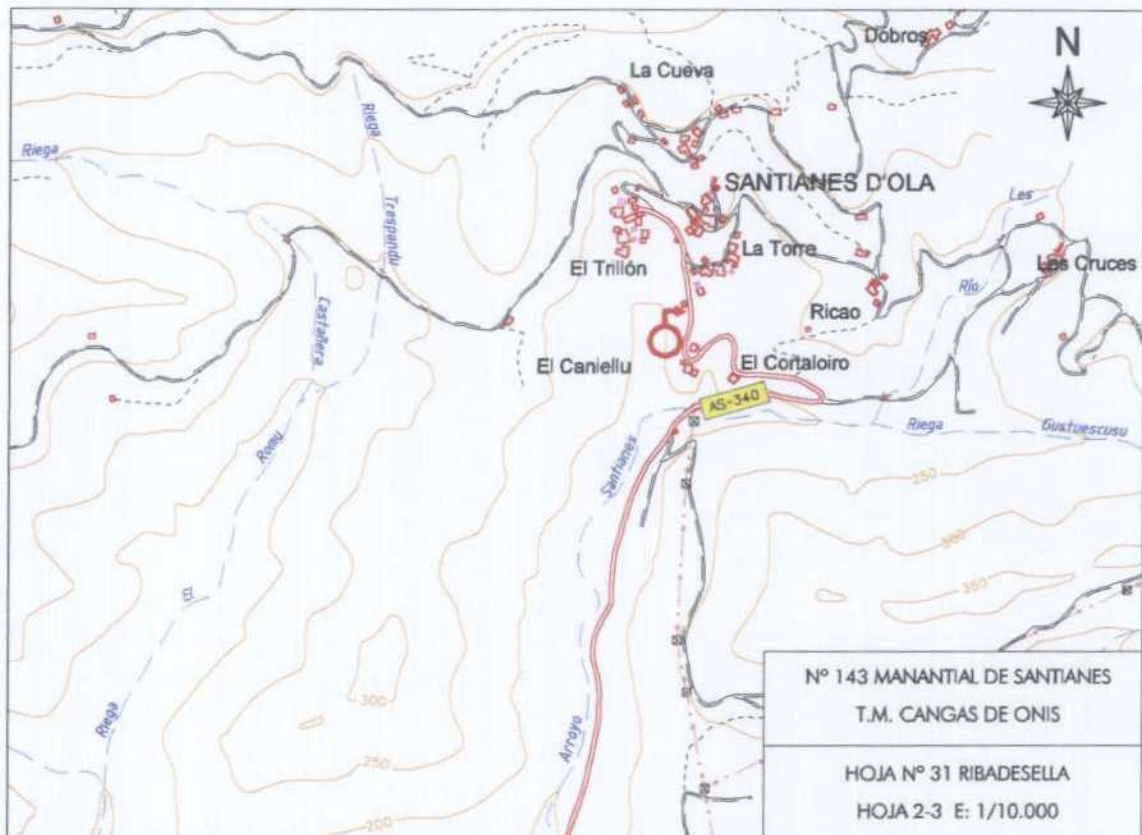 Dobros
N
La Cueva
Riega
Riega
Trespandu
SANTIANES D'OLA
Les
La Torre
El Trillón
Las Cruces
Río
Castañera
Ricao
El Caniellu
El Cortaloiro
AS-340
Riega
Gustuescusu
Santianes
Romu
250
300
350
El
Nº 143 MANANTIAL DE SANTIANES
T.M. CANGAS DE ONIS
300
Riega
Arroyo
250
HOJA Nº 31 RIBADESELLA
HOJA 2-3 E: 1/10.000
200